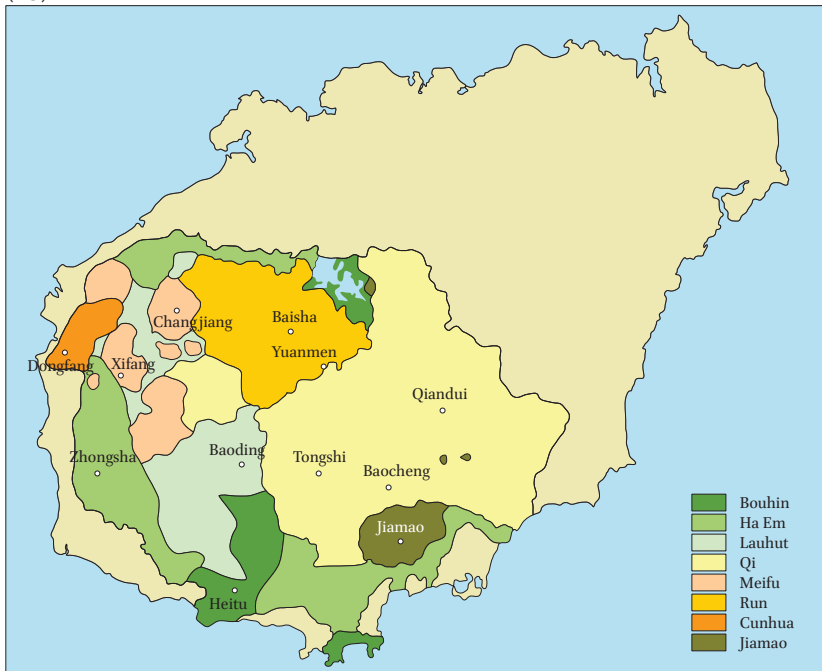 Changjiang
Baisha
Yuanmen
Dongfang
Xifang
Qiandui
Zhongsha
Baoding
Tongshi
Baocheng
Jiamao
Heitu
Bouhin
Ha Em
Lauhut
Qi
Meifu
Run
Cunhua
Jiamao